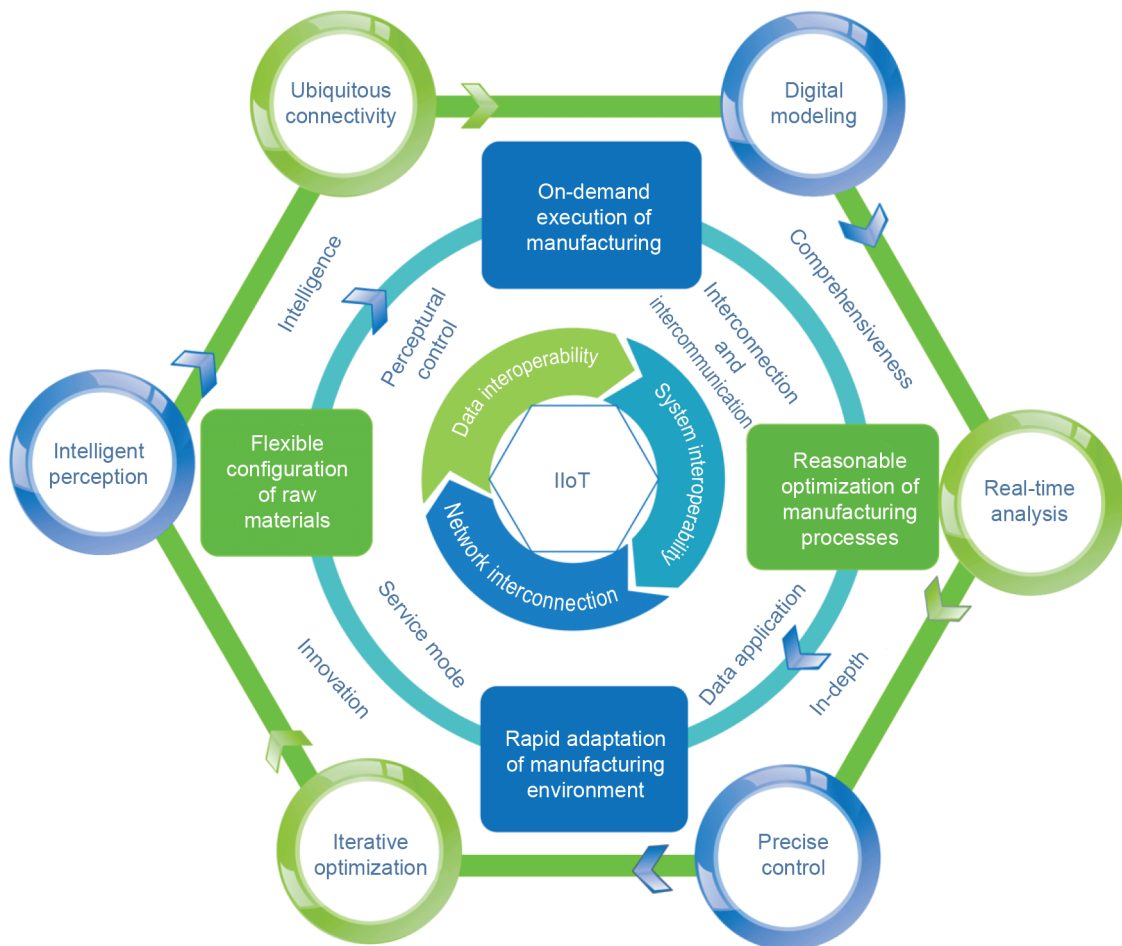 Ubiquitous
connectivity
Digital
modeling
On-demand
execution of
manufacturing
Intelligence
Comprehensiveness
Perceptural
control
Interconnection
and
intercommunication
Data interoperability
System interoperability
Intelligent
perception
Flexible
configuration
of raw
materials
IIoT
Reasonable
optimization of
manufacturing
processes
Real-time
analysis
Network interconnection
Service mode
Data application
Innovation
In-depth
Rapid adaptation
of manufacturing
environment
Iterative
optimization
Precise
control